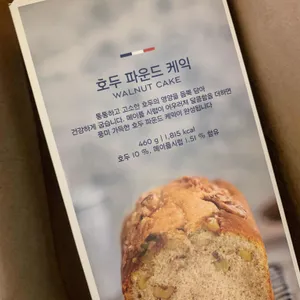 호두 파운드 케익
WALNUT CAKE
통통하고 고소한 호두의 영양을 듬뿍 담아
건강하게 굽습니다. 메이플 시럽이 어우러져 달콤함을 더하면
풍미 가득한 호두 파운드 케익이 완성됩니다
460 g | 1,815 kcal
호두 10 %, 메이플시럽 1.51 % 함유